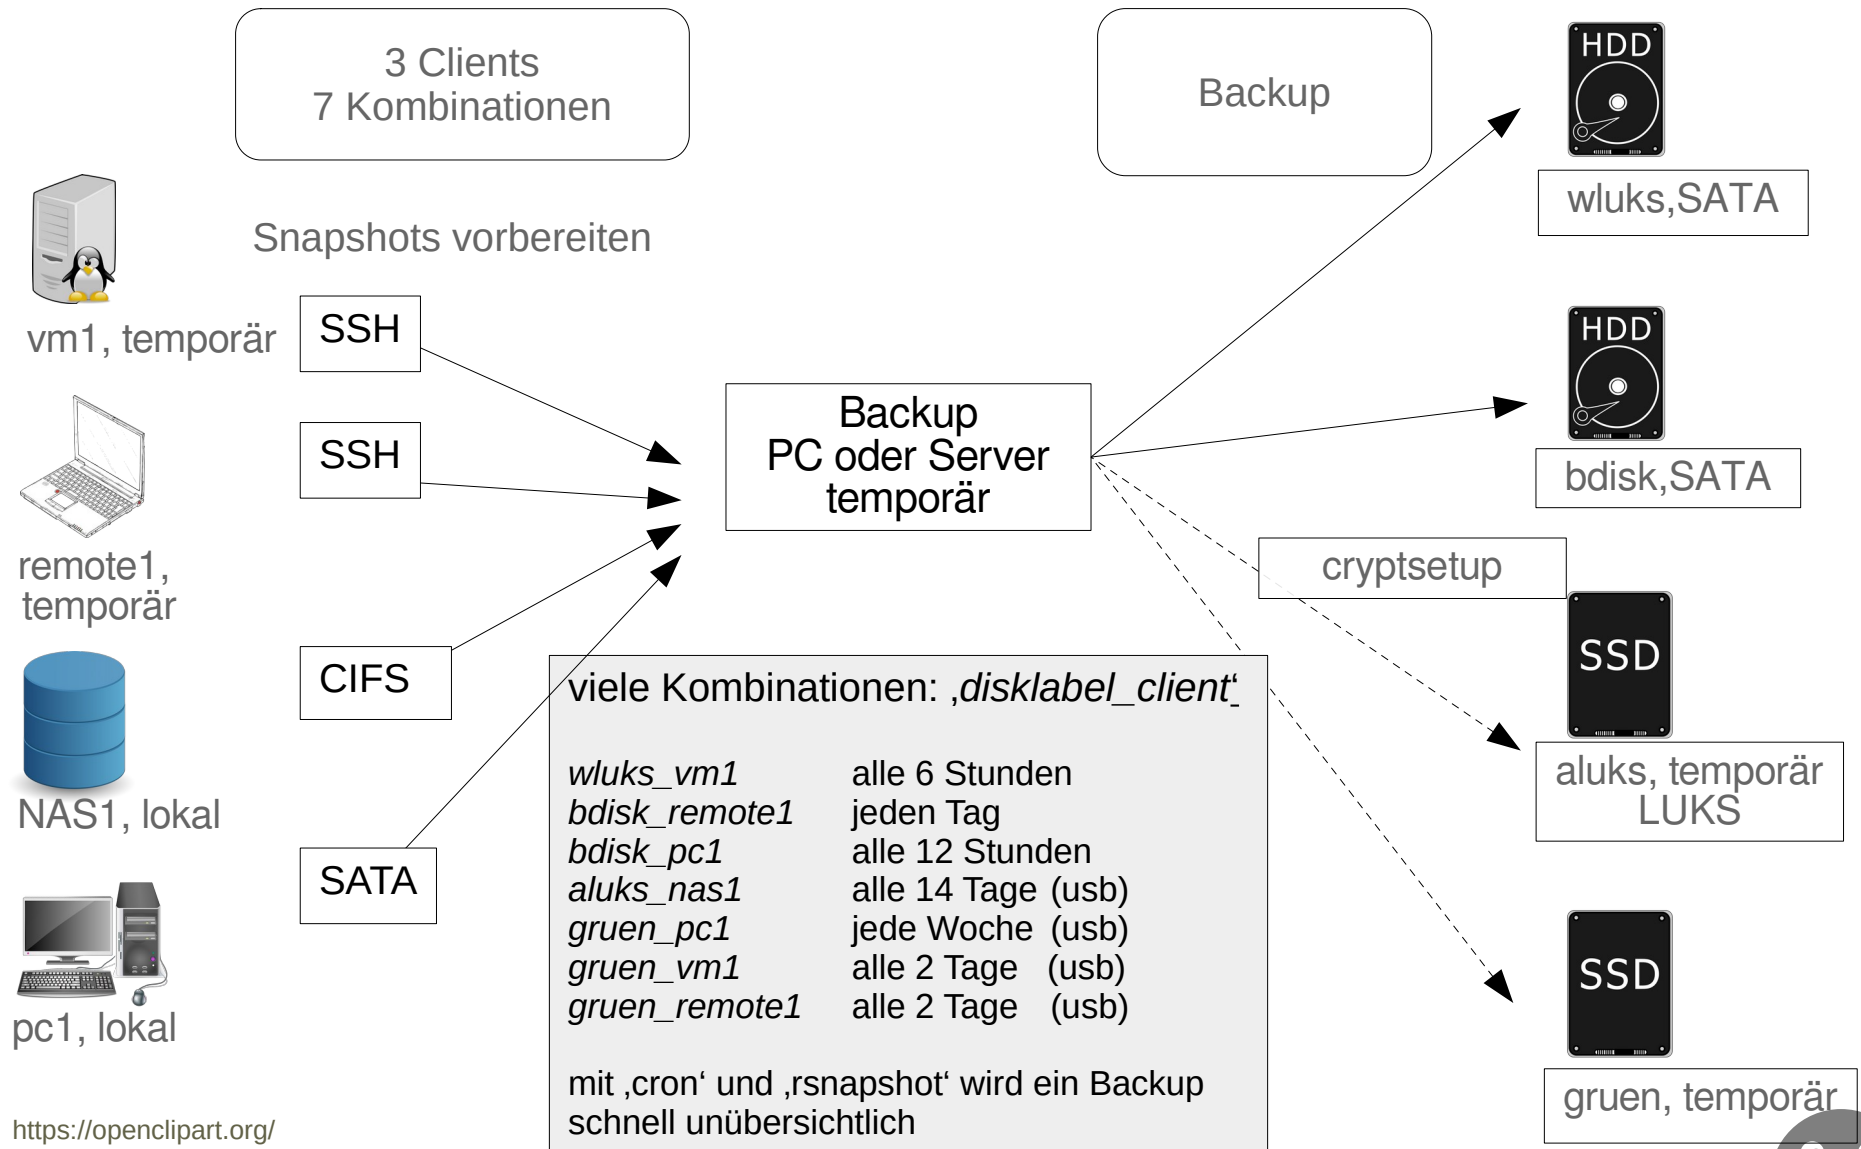 3 Clients
7 Kombinationen
Backup
HDD
wluks,SATA
Snapshots vorbereiten
vm1, temporär
SSH
HDD
bdisk,SATA
SSH
Backup
PC oder Server
temporär
remote1,
temporär
cryptsetup
SSD
aluks, temporär
LUKS
CIFS
NAS1, lokal
SATA
pc1, lokal
viele Kombinationen: ‚disklabel_client‘
wluks_vm1 alle 6 Stunden
bdisk_remote1 jeden Tag
bdisk_pc1 alle 12 Stunden
aluks_nas1 alle 14 Tage (usb)
gruen_pc1 jede Woche (usb)
gruen_vm1 alle 2 Tage (usb)
gruen_remote1 alle 2 Tage (usb)
mit ‚cron‘ und ‚rsnapshot‘ wird ein Backup
schnell unübersichtlich
SSD
gruen, temporär
https://openclipart.org/